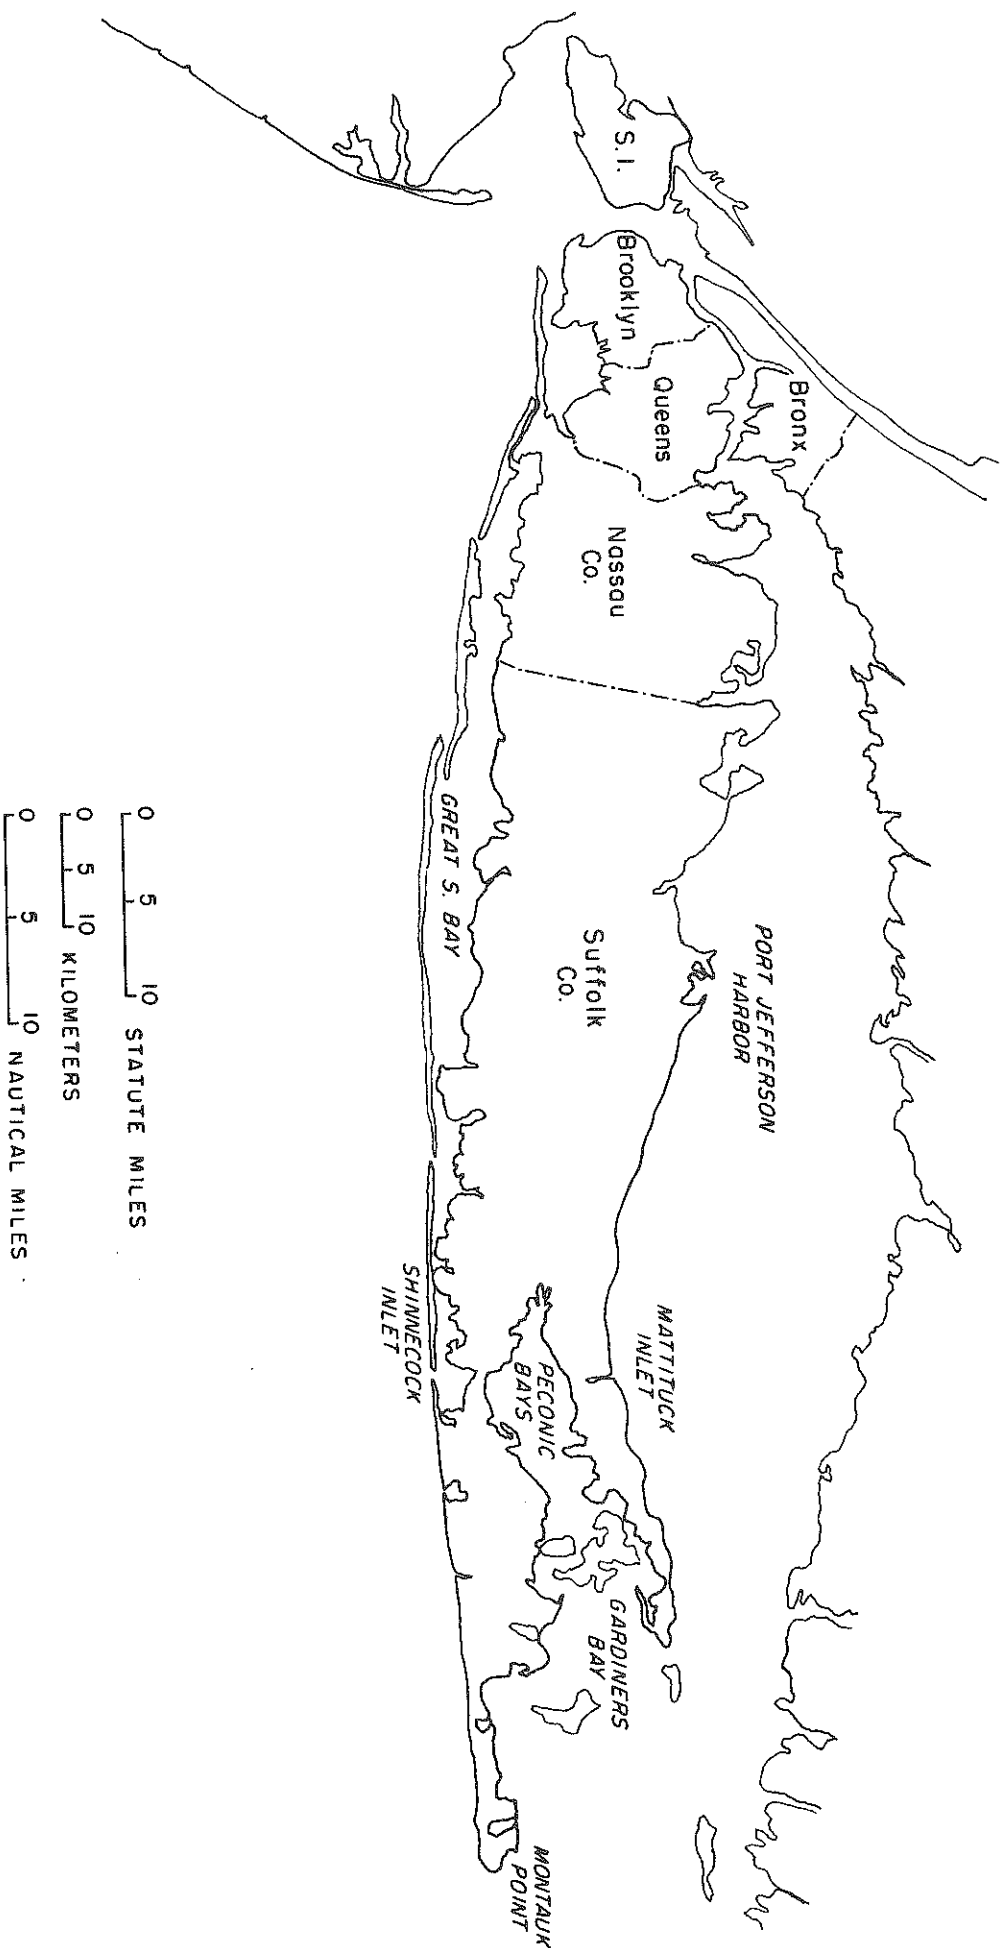 S. I.
Brooklyn
Queens
Bronx
Nassau
Co.
Suffolk
Co.
GREAT S. BAY
PORT JEFFERSON
HARBOR
MATTITUCK
INLET
PECONIC
BAYS
SHINNECOCK
INLET
GARDINERS
BAY
MONTAUK
POINT
0 5 10 STATUTE MILES
0 5 10 KILOMETERS
0 5 10 NAUTICAL MILES